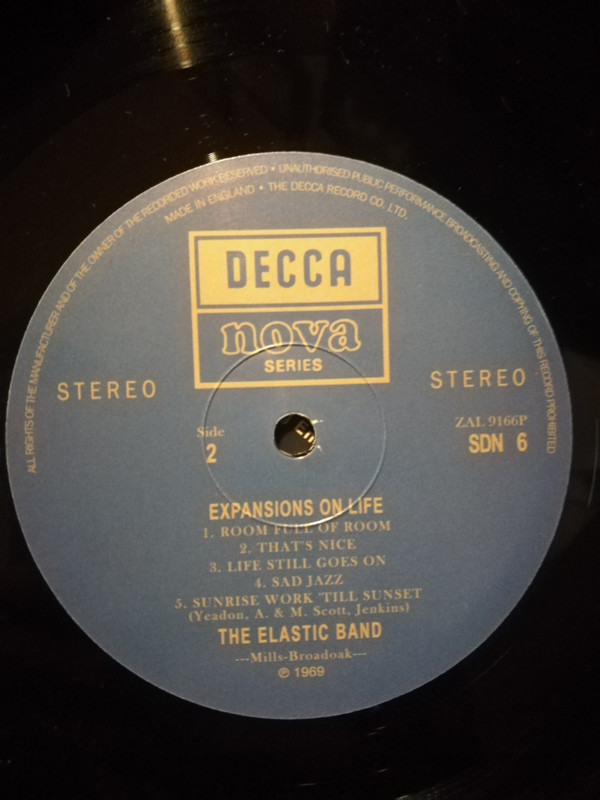 ALL RIGHTS OF THE MANUFACTURER AND OF THE OWNER OF THE RECORDED WORK RESERVED • UNAUTHORISED PUBLIC PERFORMANCE BROADCASTING AND COPYING OF THIS RECORD PROHIBITED
MADE IN ENGLAND • THE DECCA RECORD CO. LTD.
DECCA
nova
SERIES
STEREO STEREO
Side ZAL 9166P
2 SDN 6
EXPANSIONS ON LIFE
1. ROOM FULL OF ROOM
2. THAT'S NICE
3. LIFE STILL GOES ON
4. SAD JAZZ
5. SUNRISE WORK 'TILL SUNSET
(Yeadon, A. & M. Scott, Jenkins)
THE ELASTIC BAND
---Mills-Broadoak---
℗ 1969